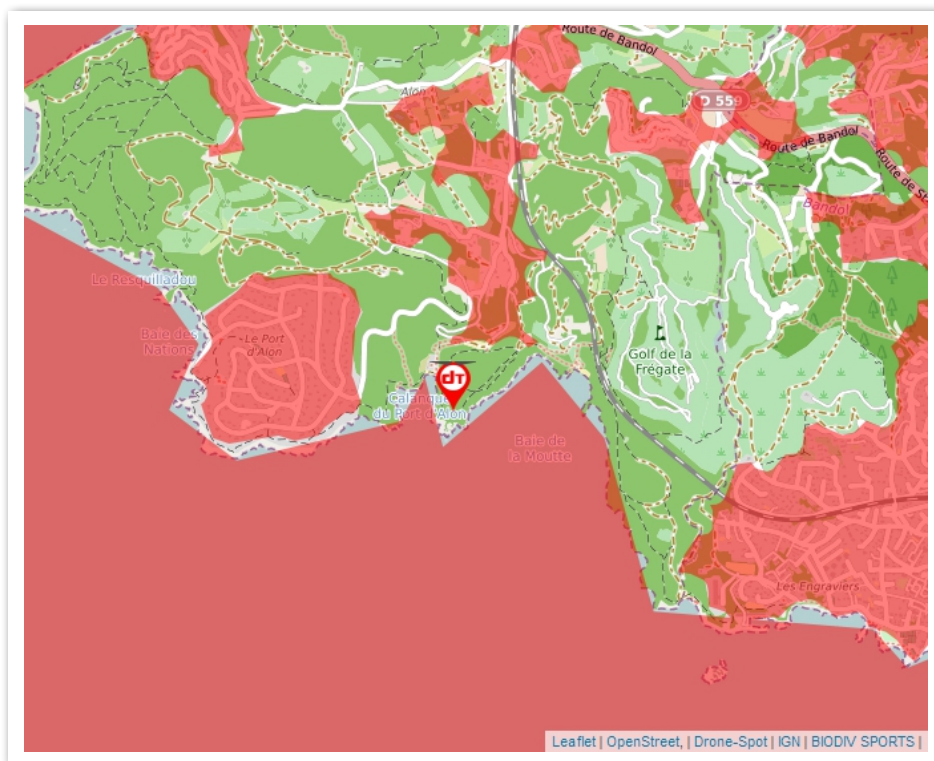 Route de Bandol
Alon
D 559
Route de Bandol
Route de St
Bandol
Le Resquilladou
Baie des
Nations
Le Port
d'Alon
Golf de la
Frégate
dT
Calanque
du Port d'Alon
Baie de
la Moutte
Les Engraviers
Leaflet | OpenStreet, | Drone-Spot | IGN | BIODIV SPORTS |